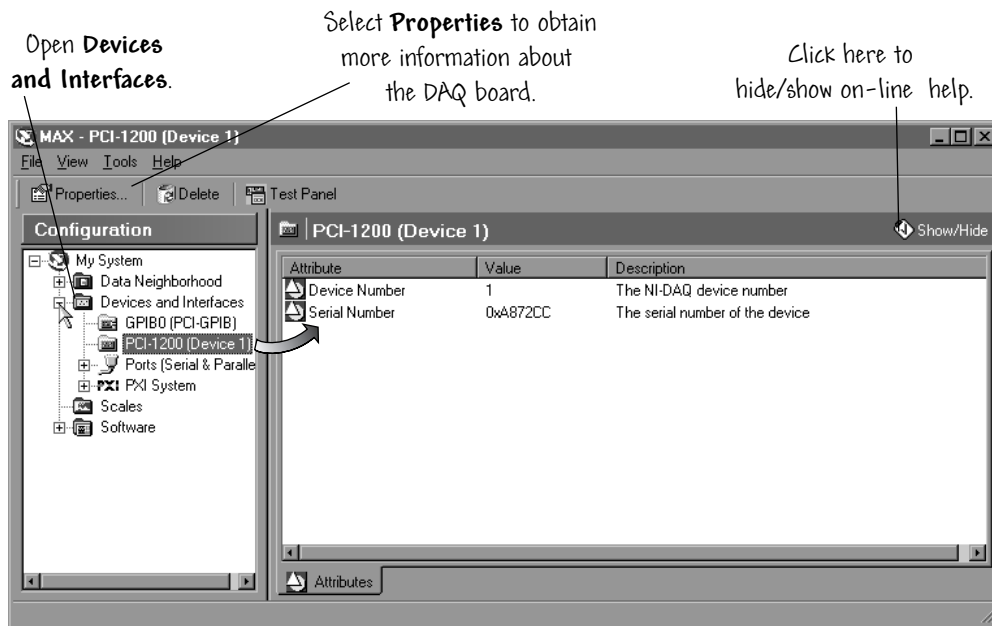 Open Devices
and Interfaces.
Select Properties to obtain
more information about
the DAQ board.
Click here to
hide/show on-line help.
MAX - PCI-1200 (Device 1)
File View Tools Help
Properties... Delete Test Panel
Configuration
My System
Data Neighborhood
Devices and Interfaces
GPIB0 (PCI-GPIB)
PCI-1200 (Device 1)
Ports (Serial & Paralle
PXI PXI System
Scales
Software
PCI-1200 (Device 1) Show/Hide
Attribute Value Description
Device Number 1 The NI-DAQ device number
Serial Number 0xA872CC The serial number of the device
Attributes